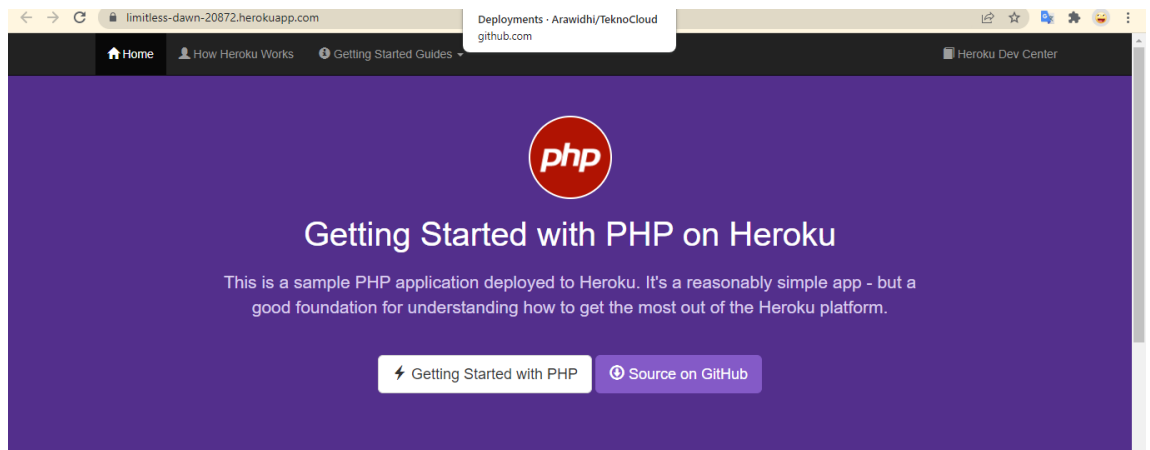 limitless-dawn-20872.herokuapp.com
Deployments · Arawidhi/TeknoCloud
github.com
Home How Heroku Works Getting Started Guides Heroku Dev Center
php
Getting Started with PHP on Heroku
This is a sample PHP application deployed to Heroku. It's a reasonably simple app - but a
good foundation for understanding how to get the most out of the Heroku platform.
Getting Started with PHP Source on GitHub